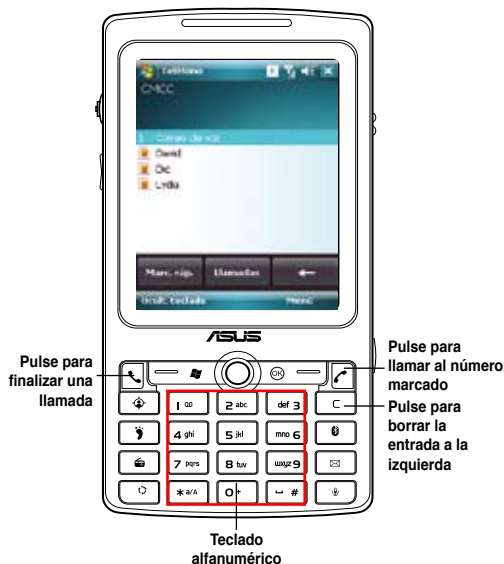 Teléfono
CMCC
1 Correo de voz
David
Dic
Lydia
Marc. ráp. Llamadas
Ocult. teclado Menú
ASUS
Pulse para
finalizar una
llamada
Pulse para
llamar al número
marcado
OK
C
Pulse para
borrar la
entrada a la
izquierda
1 2 abc def 3
4 ghi 5 jkl mno 6
7 pqrs 8 tuv wxyz 9
* a/A 0 + #
Teclado
alfanumérico